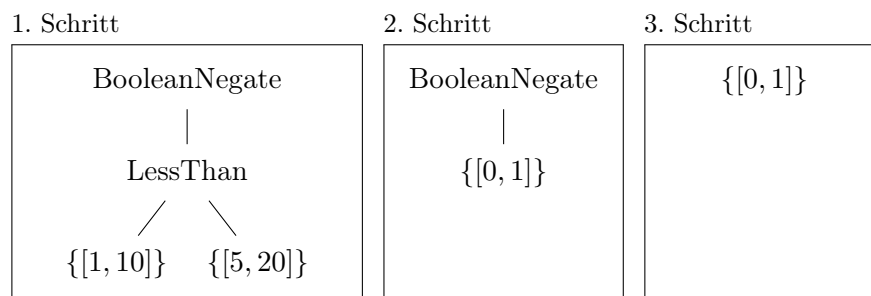 1. Schritt
BooleanNegate
LessThan
{[1, 10]} {[5, 20]}
2. Schritt
BooleanNegate
{[0, 1]}
3. Schritt
{[0, 1]}